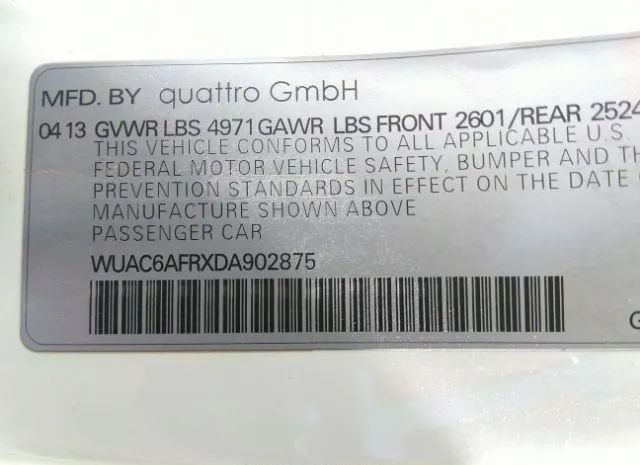 MFD. BY quattro GmbH
04 13 GVWR LBS 4971 GAWR LBS FRONT 2601/REAR 2524
THIS VEHICLE CONFORMS TO ALL APPLICABLE U.S.
FEDERAL MOTOR VEHICLE SAFETY, BUMPER AND TH
PREVENTION STANDARDS IN EFFECT ON THE DATE O
MANUFACTURE SHOWN ABOVE
PASSENGER CAR
WUAC6AFRXDA902875
G